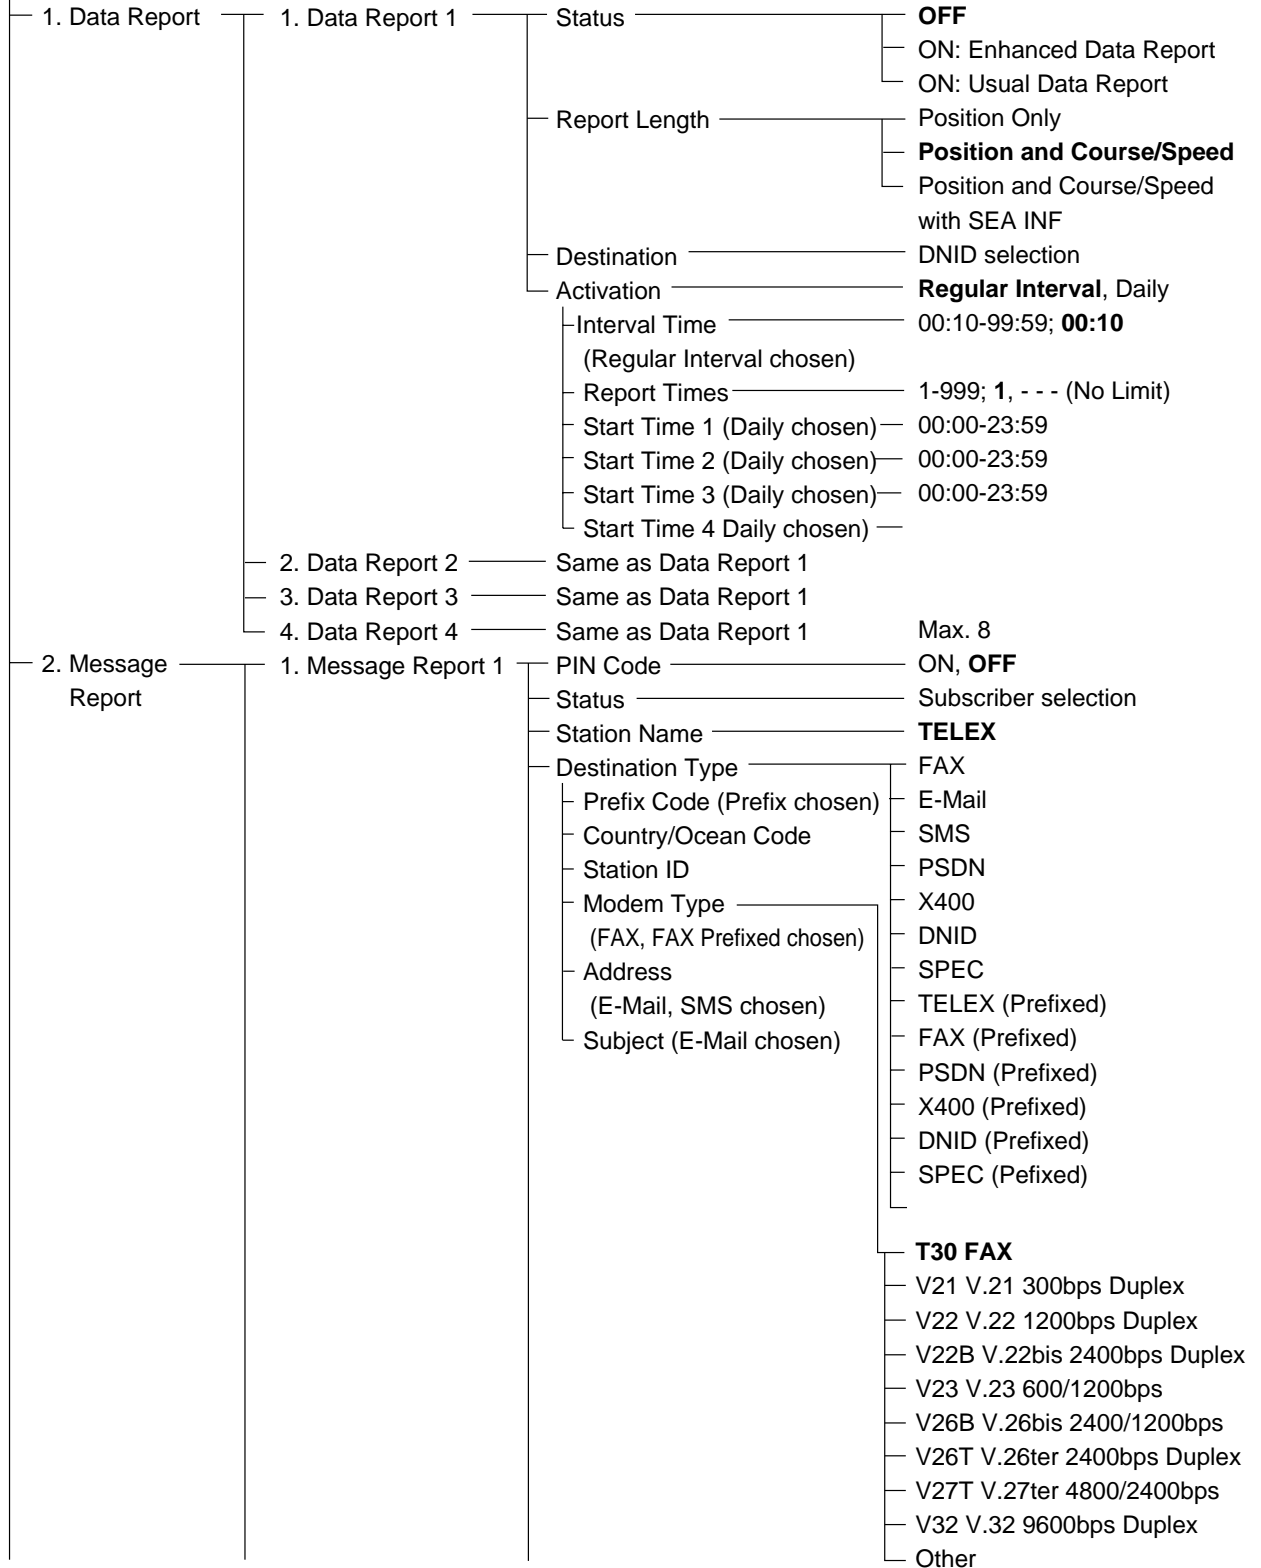 1. Data Report 1. Data Report 1 Status OFF
ON: Enhanced Data Report
ON: Usual Data Report
Report Length Position Only
Position and Course/Speed
Position and Course/Speed
with SEA INF
Destination DNID selection
Activation Regular Interval, Daily
Interval Time 00:10-99:59; 00:10
(Regular Interval chosen)
Report Times 1-999; 1, - - - (No Limit)
Start Time 1 (Daily chosen) 00:00-23:59
Start Time 2 (Daily chosen) 00:00-23:59
Start Time 3 (Daily chosen) 00:00-23:59
Start Time 4 Daily chosen)
2. Data Report 2 Same as Data Report 1
3. Data Report 3 Same as Data Report 1
4. Data Report 4 Same as Data Report 1 Max. 8
2. Message 1. Message Report 1 PIN Code ON, OFF
Report Status Subscriber selection
Station Name TELEX
Destination Type FAX
Prefix Code (Prefix chosen) E-Mail
Country/Ocean Code SMS
Station ID PSDN
Modem Type X400
(FAX, FAX Prefixed chosen) DNID
Address SPEC
(E-Mail, SMS chosen) TELEX (Prefixed)
Subject (E-Mail chosen) FAX (Prefixed)
PSDN (Prefixed)
X400 (Prefixed)
DNID (Prefixed)
SPEC (Pefixed)
T30 FAX
V21 V.21 300bps Duplex
V22 V.22 1200bps Duplex
V22B V.22bis 2400bps Duplex
V23 V.23 600/1200bps
V26B V.26bis 2400/1200bps
V26T V.26ter 2400bps Duplex
V27T V.27ter 4800/2400bps
V32 V.32 9600bps Duplex
Other